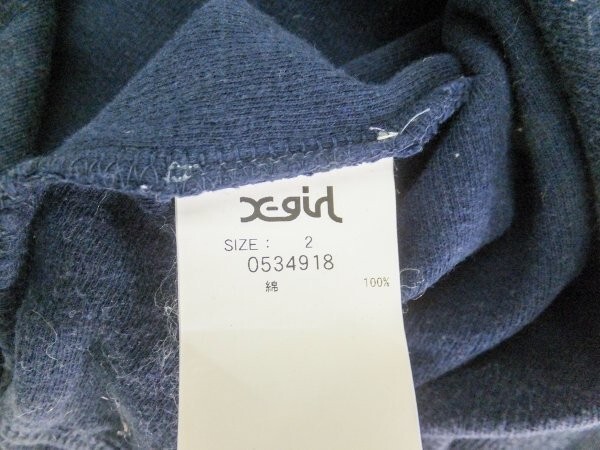 X-girl
SIZE : 2
0534918
綿 100%